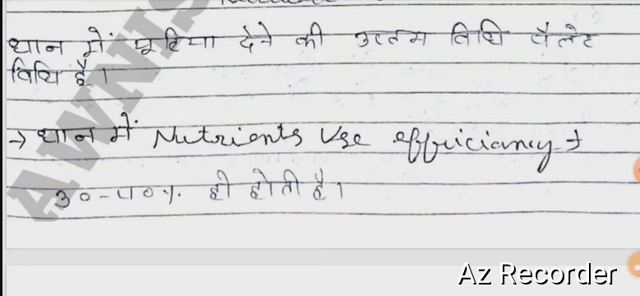 धान में यूरिया देने की उत्तम विधि पैलेट
विधि है।
→ धान में Nutrients Use efficiancy →
30-40% ही होती है।
Az Recorder